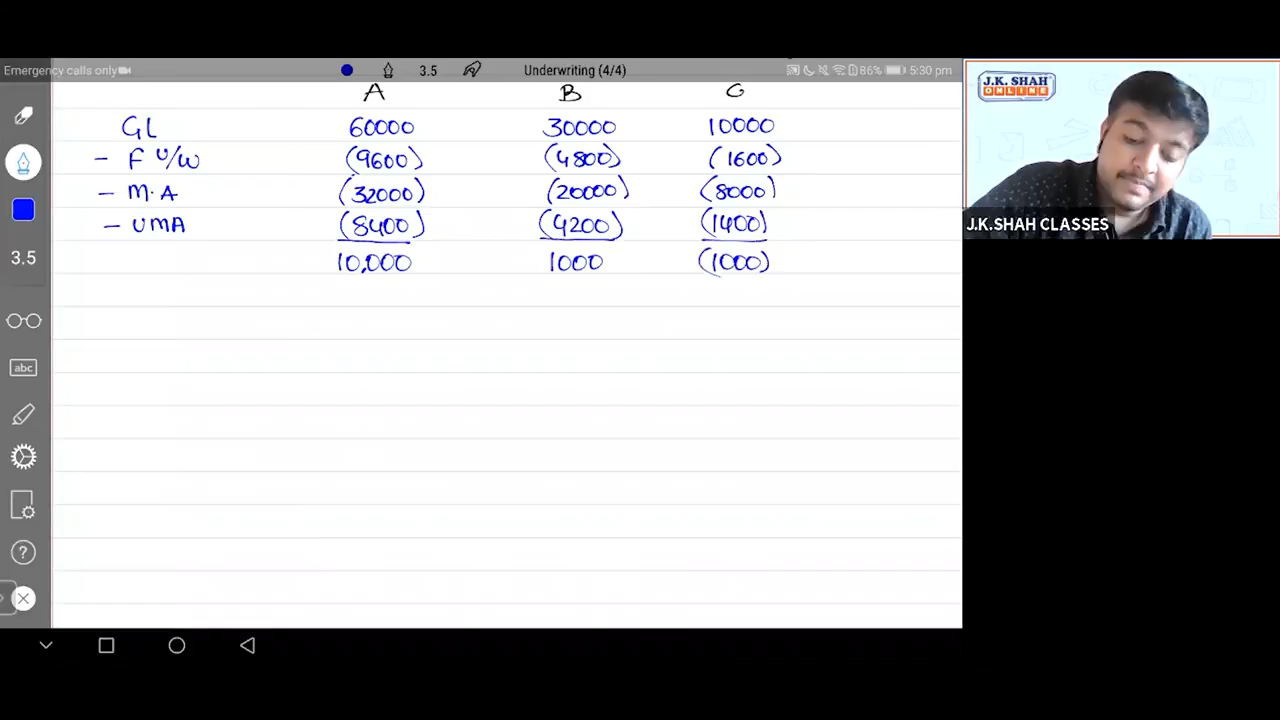 Emergency calls only 3.5 Underwriting (4/4) 86% 5:30 pm
J.K. SHAH
ONLINE
A B C
GL 60000 30000 10000
- F U/W (9600) (4800) (1600)
- M.A (32000) (20000) (8000)
- UMA (8400) (4200) (1400)
10,000 1000 (1000)
J.K.SHAH CLASSES
3.5
abc
?